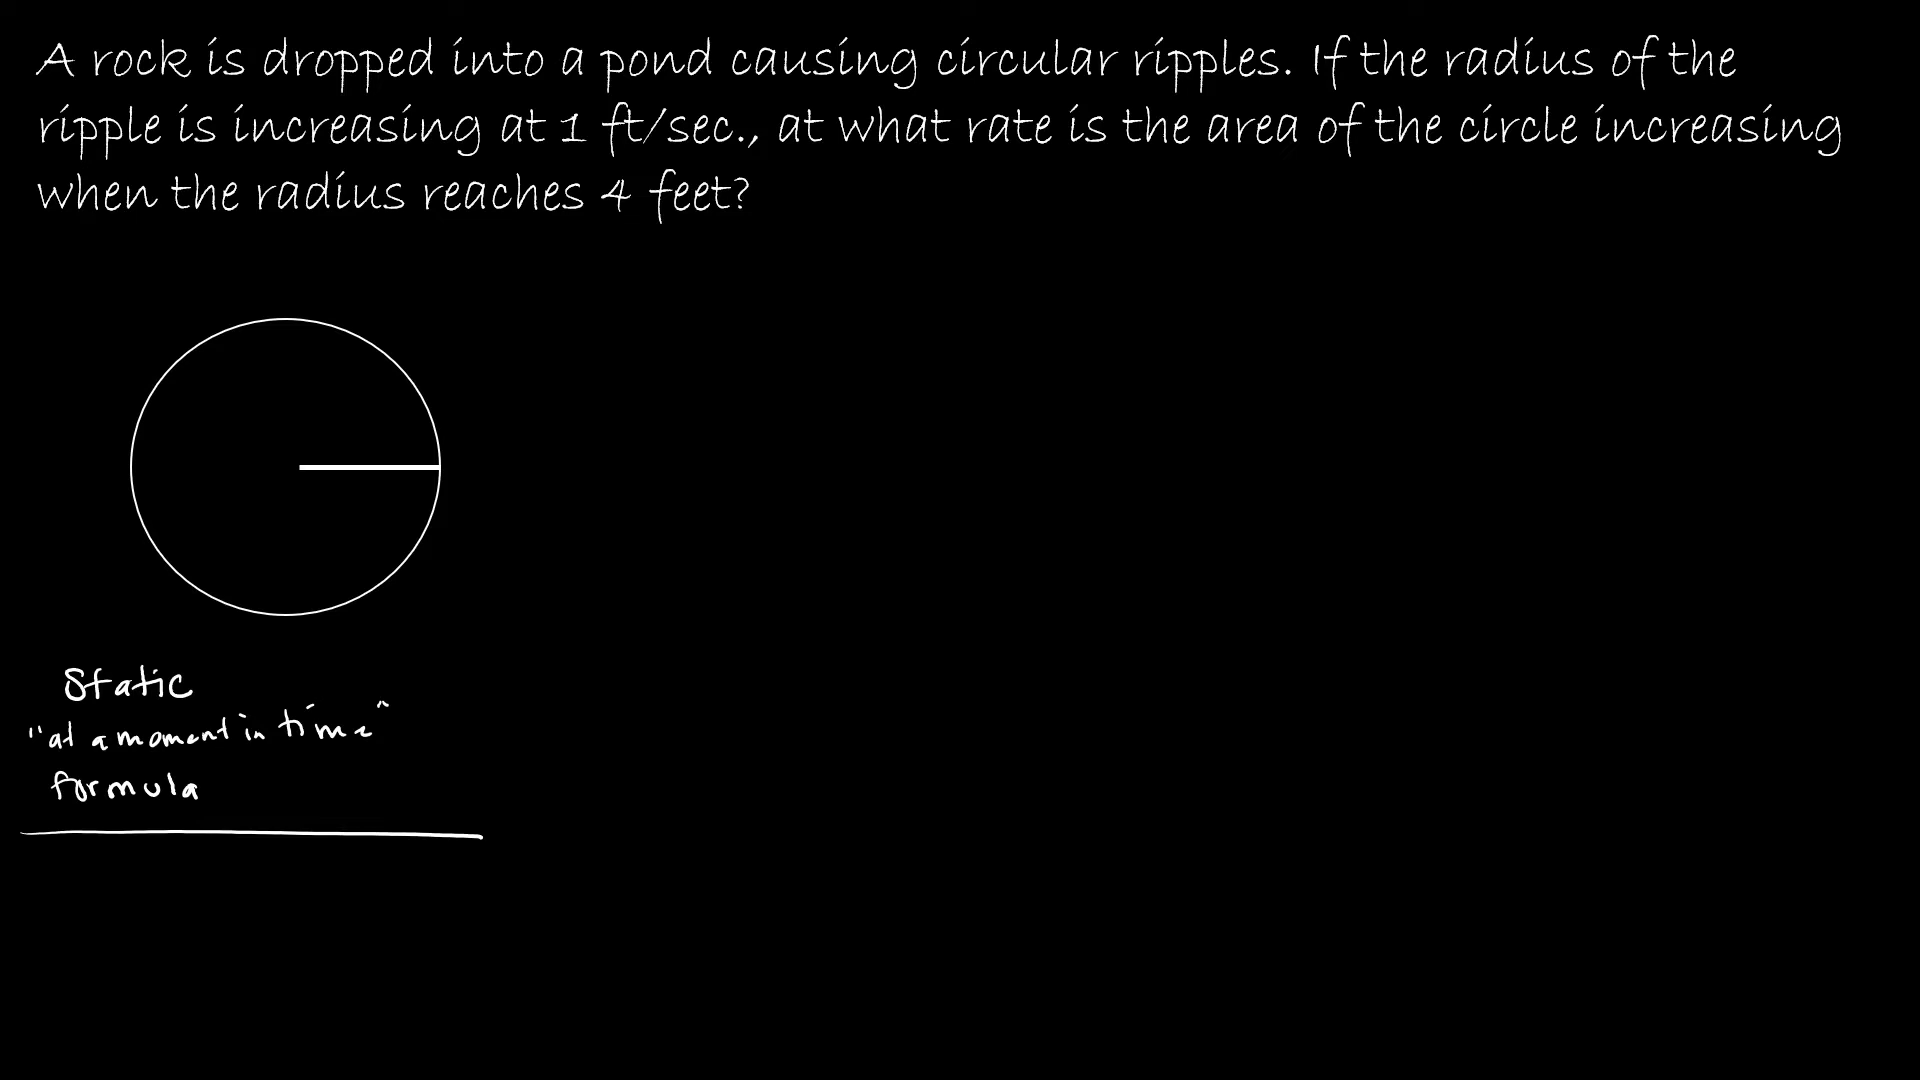 A rock is dropped into a pond causing circular ripples. If the radius of the
ripple is increasing at 1 ft/sec., at what rate is the area of the circle increasing
when the radius reaches 4 feet?
Static
"at a moment in time"
formula